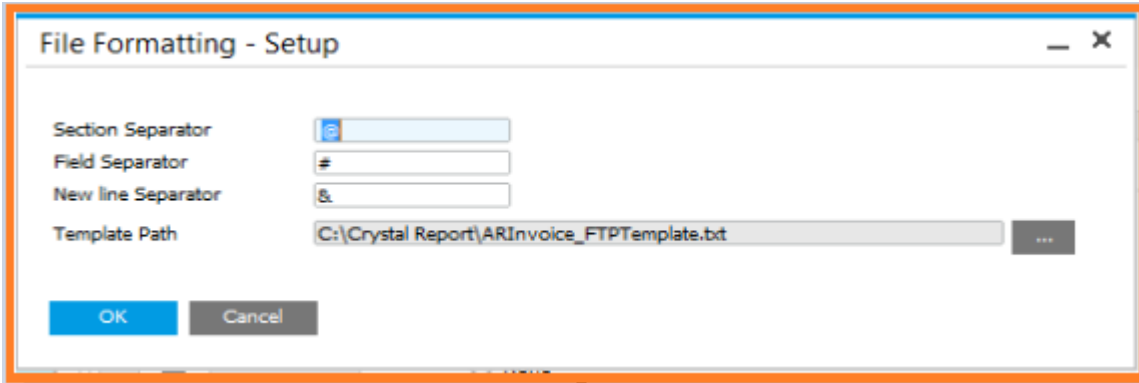 File Formatting - Setup
Section Separator @
Field Separator #
New line Separator &
Template Path C:\Crystal Report\ARInvoice_FTPTemplate.txt ...
OK Cancel